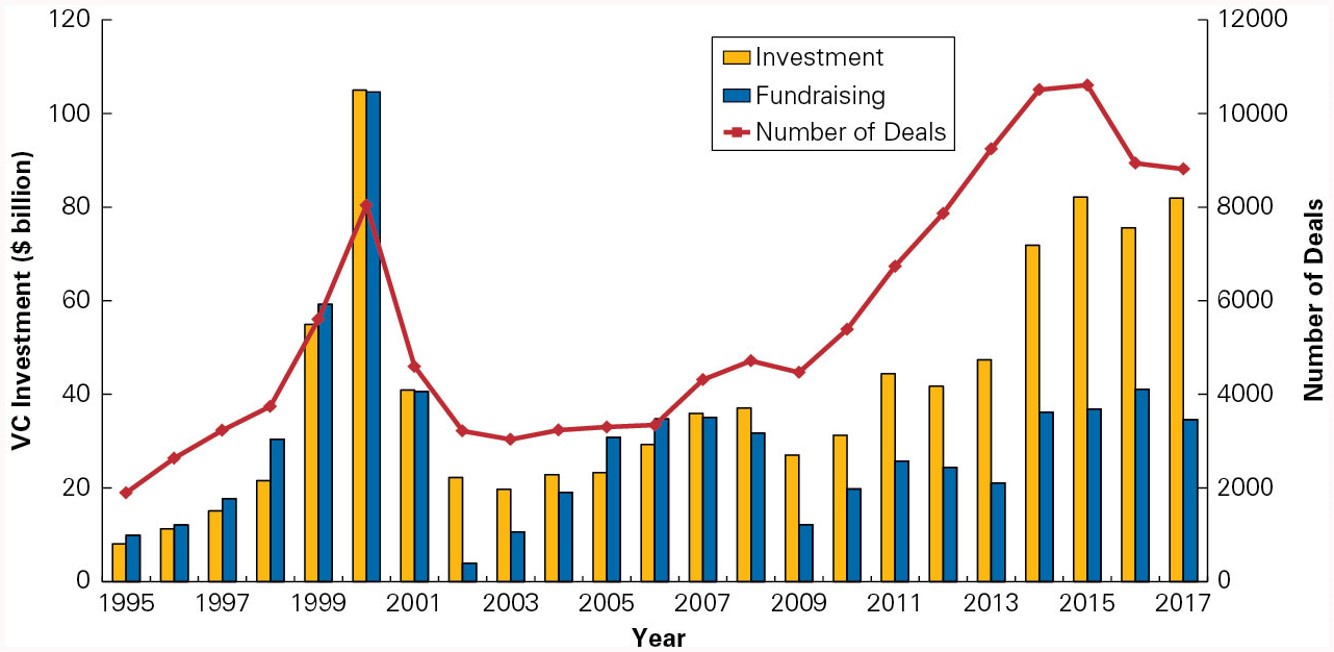 VC Investment ($ billion)
120
100
80
60
40
20
0
Investment
Fundraising
Number of Deals
12000
10000
8000
6000
4000
2000
0
Number of Deals
1995 1997 1999 2001 2003 2005 2007 2009 2011 2013 2015 2017
Year